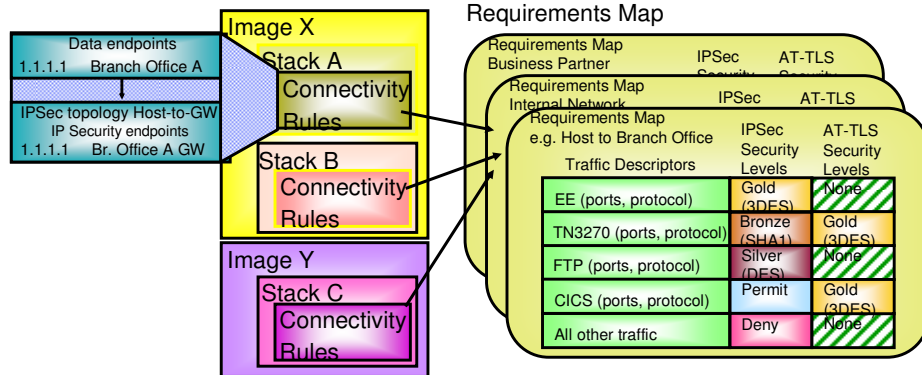 Data endpoints
1.1.1.1 Branch Office A
IPSec topology Host-to-GW
IP Security endpoints
1.1.1.1 Br. Office A GW
Image X
Stack A
Connectivity
Rules
Stack B
Connectivity
Rules
Image Y
Stack C
Connectivity
Rules
Requirements Map
Requirements Map
Business Partner
IPSec
Security
AT-TLS
Security
Requirements Map
Internal Network
IPSec
AT-TLS
Requirements Map
e.g. Host to Branch Office
IPSec
Security
Levels
AT-TLS
Security
Levels
Traffic Descriptors
EE (ports, protocol)
Gold
(3DES)
None
TN3270 (ports, protocol)
Bronze
(SHA1)
Gold
(3DES)
FTP (ports, protocol)
Silver
(DES)
None
CICS (ports, protocol)
Permit
Gold
(3DES)
All other traffic
Deny
None